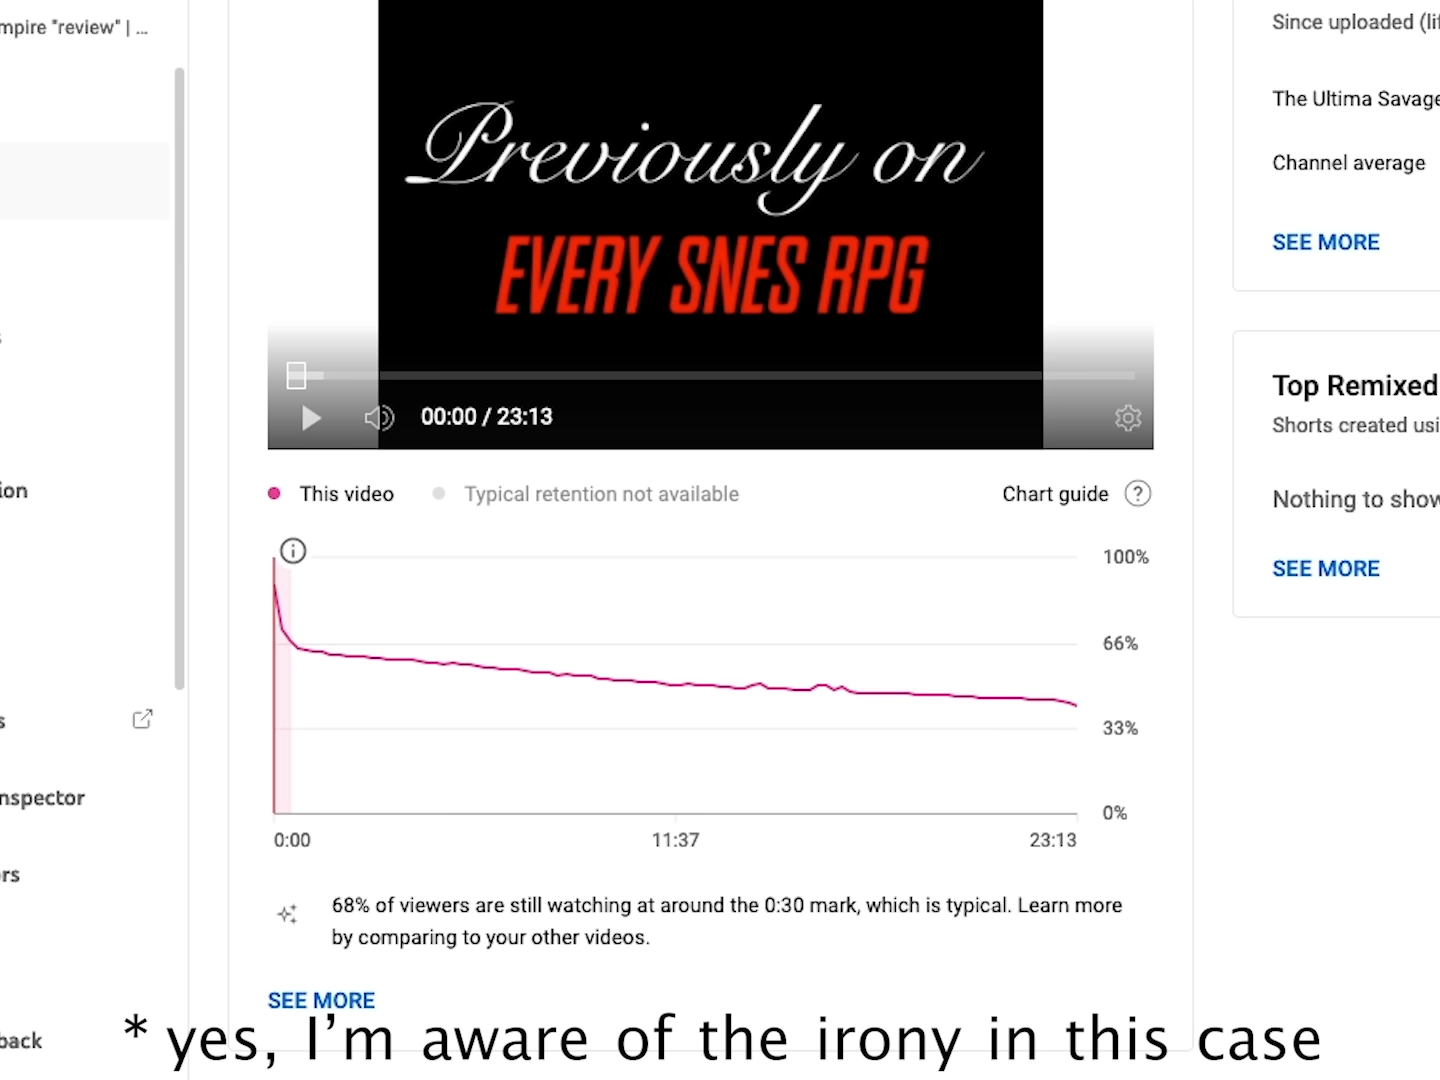 mpire "review" | ...
Since uploaded (lif
Previously on
EVERY SNES RPG
The Ultima Savage
Channel average
SEE MORE
00:00 / 23:13
Top Remixed
Shorts created usi
Nothing to show
SEE MORE
This video
Typical retention not available
Chart guide ?
ion
100%
66%
33%
0%
0:00
11:37
23:13
s
nspector
rs
68% of viewers are still watching at around the 0:30 mark, which is typical. Learn more
by comparing to your other videos.
SEE MORE
back
* yes, I'm aware of the irony in this case